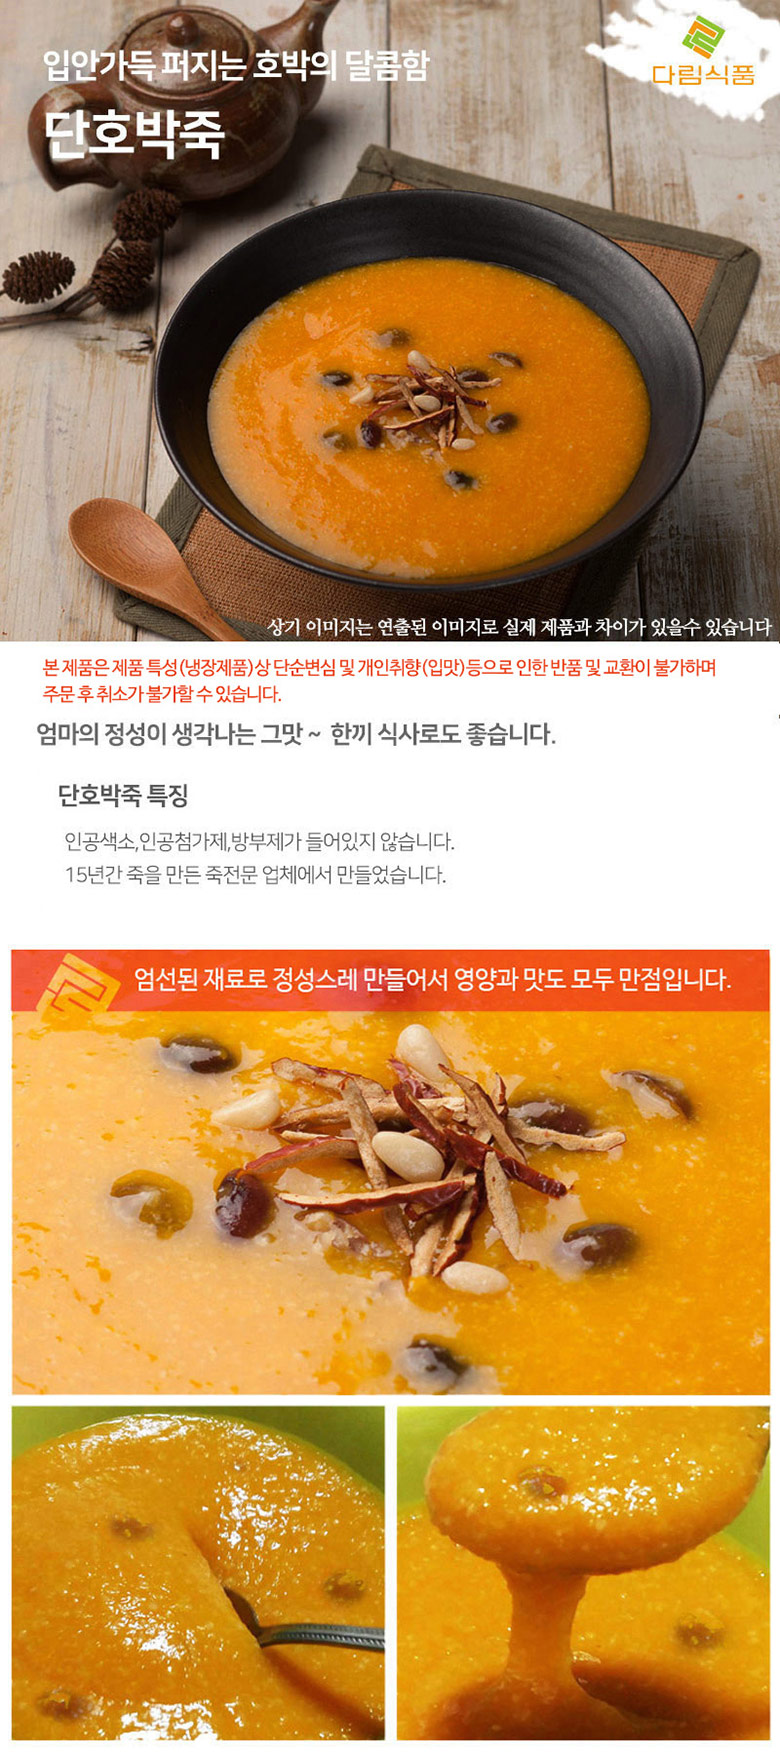 입안가득 퍼지는 호박의 달콤함
다림식품
단호박죽
상기 이미지는 연출된 이미지로 실제 제품과 차이가 있을수 있습니다
본 제품은 제품 특성(냉장제품)상 단순변심 및 개인취향(입맛) 등으로 인한 반품 및 교환이 불가하며
주문 후 취소가 불가할 수 있습니다.
엄마의 정성이 생각나는 그맛 ~ 한끼 식사로도 좋습니다.
단호박죽 특징
인공색소,인공첨가제,방부제가 들어있지 않습니다.
15년간 죽을 만든 죽전문 업체에서 만들었습니다.
엄선된 재료로 정성스레 만들어서 영양과 맛도 모두 만점입니다.